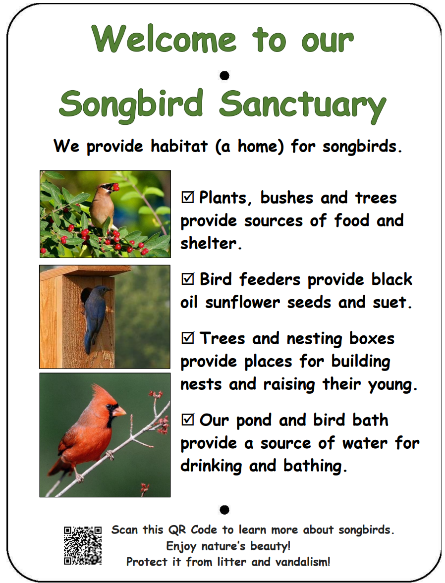 Welcome to our
Songbird Sanctuary
We provide habitat (a home) for songbirds.
☑ Plants, bushes and trees
provide sources of food and
shelter.
☑ Bird feeders provide black
oil sunflower seeds and suet.
☑ Trees and nesting boxes
provide places for building
nests and raising their young.
☑ Our pond and bird bath
provide a source of water for
drinking and bathing.
Scan this QR Code to learn more about songbirds.
Enjoy nature's beauty!
Protect it from litter and vandalism!